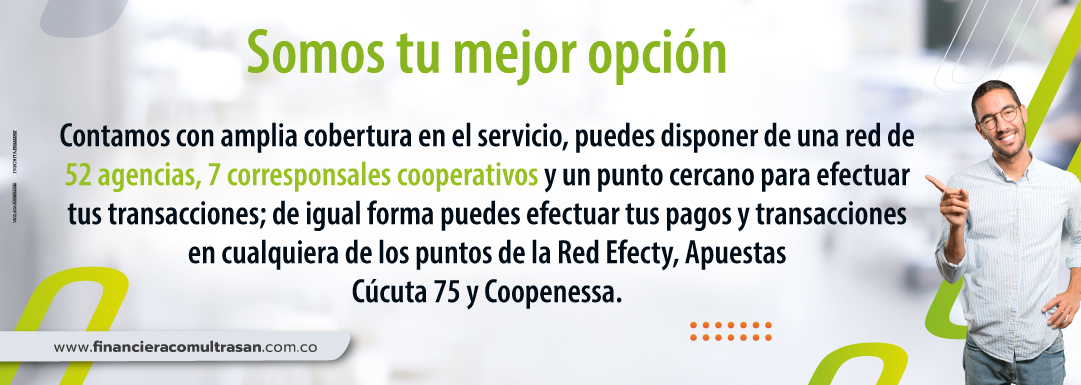 Somos tu mejor opción
Contamos con amplia cobertura en el servicio, puedes disponer de una red de
52 agencias, 7 corresponsales cooperativos y un punto cercano para efectuar
tus transacciones; de igual forma puedes efectuar tus pagos y transacciones
en cualquiera de los puntos de la Red Efecty, Apuestas
Cúcuta 75 y Coopenessa.
www.financieracomultrasan.com.co